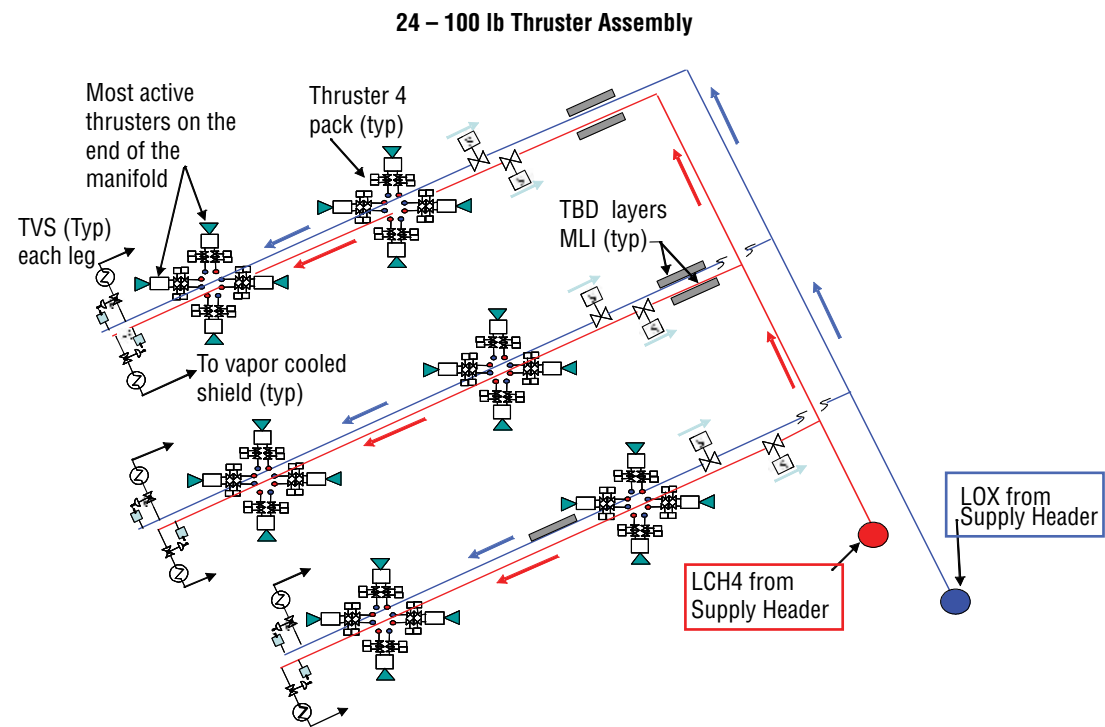 24 – 100 lb Thruster Assembly
Most active
thrusters on the
end of the
manifold
Thruster 4
pack (typ)
TVS (Typ)
each leg
TBD layers
MLI (typ)
To vapor cooled
shield (typ)
LOX from
Supply Header
LCH4 from
Supply Header
Z
Z
Z
Z
Z
Z